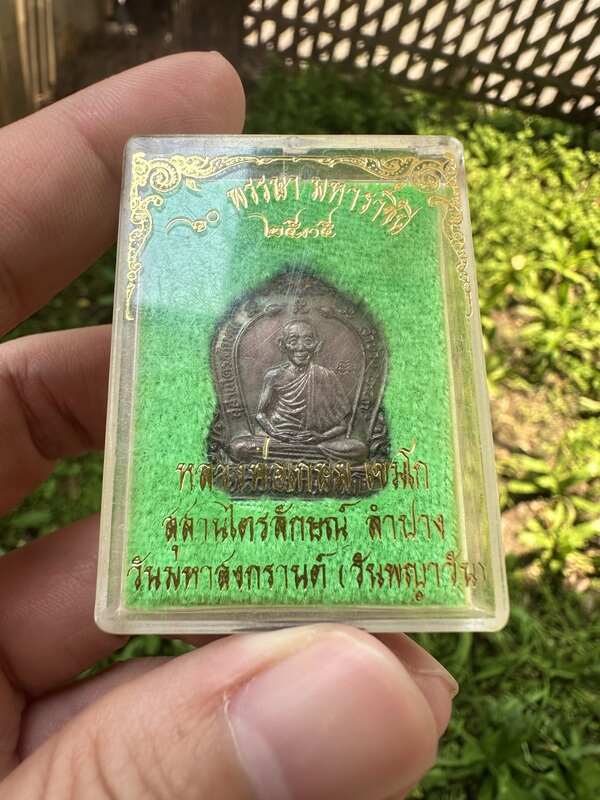 ๖๐ พรรษา มหาราชินี
๒๕๓๕
หลวงพ่อเกษม เขมโก
สุสานไตรลักษณ์ ลำปาง
วันมหาสงกรานต์ (วันพญาวัน)